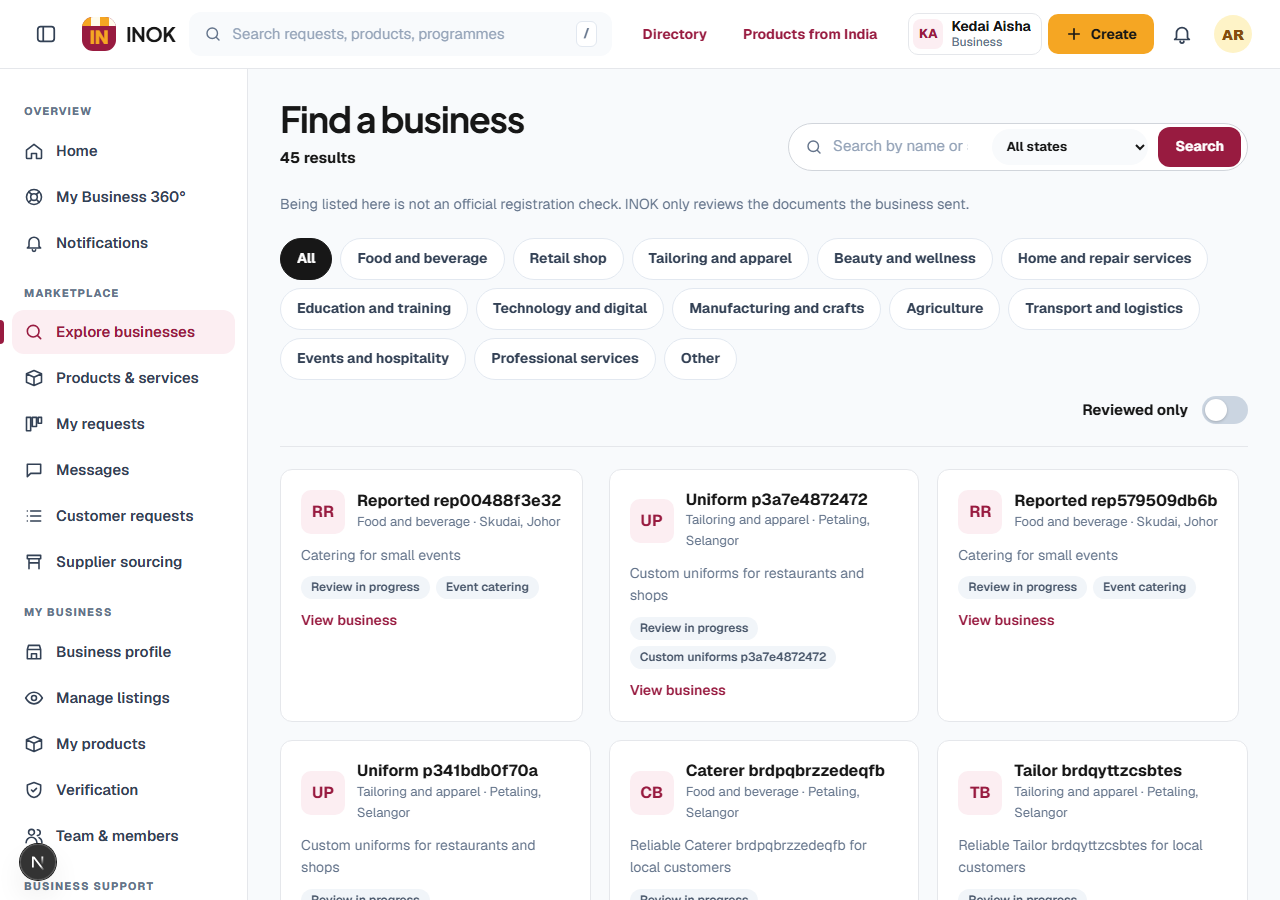 IN INOK
Search requests, products, programmes
/
Directory
Products from India
KA
Kedai Aisha
Business
Create
AR
OVERVIEW
Home
My Business 360°
Notifications
MARKETPLACE
Explore businesses
Products & services
My requests
Messages
Customer requests
Supplier sourcing
MY BUSINESS
Business profile
Manage listings
My products
Verification
Team & members
N
BUSINESS SUPPORT
Find a business
45 results
Search by name or
All states
Search
Being listed here is not an official registration check. INOK only reviews the documents the business sent.
All
Food and beverage
Retail shop
Tailoring and apparel
Beauty and wellness
Home and repair services
Education and training
Technology and digital
Manufacturing and crafts
Agriculture
Transport and logistics
Events and hospitality
Professional services
Other
Reviewed only
RR
Reported rep00488f3e32
Food and beverage · Skudai, Johor
Catering for small events
Review in progress
Event catering
View business
UP
Uniform p3a7e4872472
Tailoring and apparel · Petaling,
Selangor
Custom uniforms for restaurants and
shops
Review in progress
Custom uniforms p3a7e4872472
View business
RR
Reported rep579509db6b
Food and beverage · Skudai, Johor
Catering for small events
Review in progress
Event catering
View business
UP
Uniform p341bdb0f70a
Tailoring and apparel · Petaling,
Selangor
Custom uniforms for restaurants and
shops
Review in progress
CB
Caterer brdpqbrzzedeqfb
Food and beverage · Petaling,
Selangor
Reliable Caterer brdpqbrzzedeqfb for
local customers
Review in progress
TB
Tailor brdqyttzcsbtes
Tailoring and apparel · Petaling,
Selangor
Reliable Tailor brdqyttzcsbtes for local
customers
Review in progress